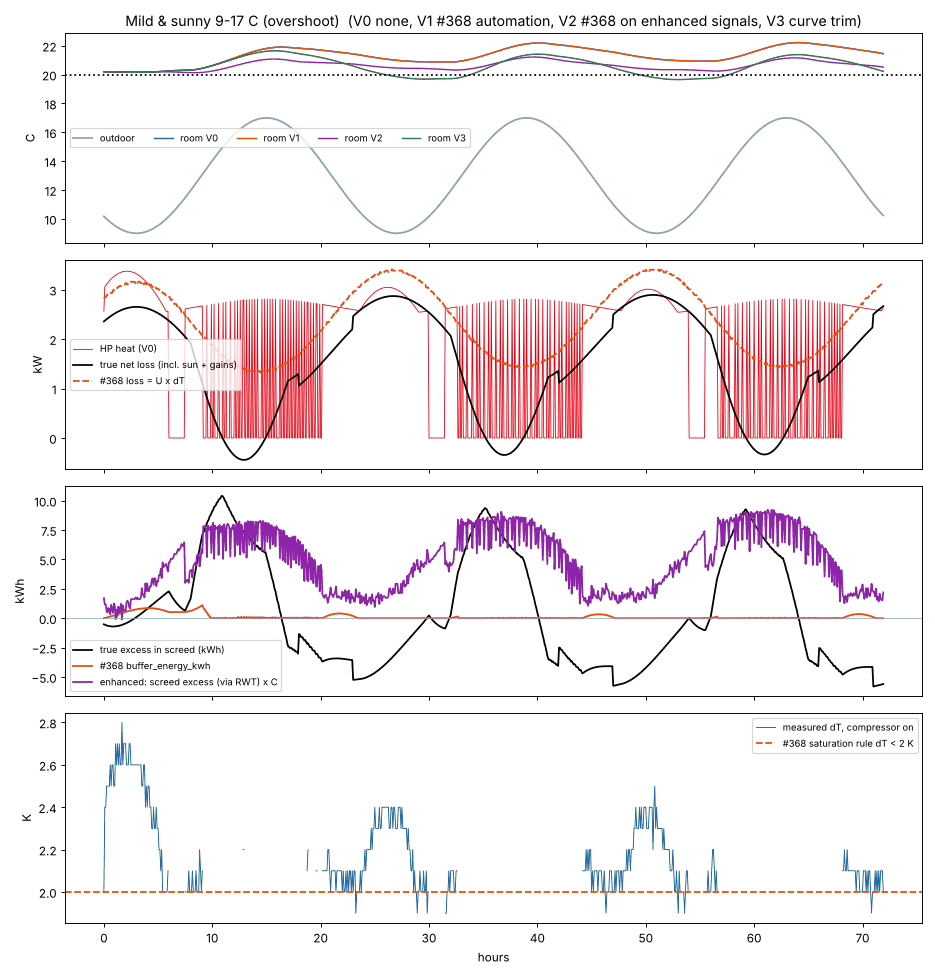 Mild & sunny 9-17 C (overshoot)  (V0 none, V1 #368 automation, V2 #368 on enhanced signals, V3 curve trim)
22
20
18
16
14
12
10
C
outdoor
room V0
room V1
room V2
room V3
3
2
1
0
kW
HP heat (V0)
true net loss (incl. sun + gains)
#368 loss = U x dT
10.0
7.5
5.0
2.5
0.0
−2.5
−5.0
kWh
true excess in screed (kWh)
#368 buffer_energy_kwh
enhanced: screed excess (via RWT) x C
2.8
2.6
2.4
2.2
2.0
K
measured dT, compressor on
#368 saturation rule dT < 2 K
0
10
20
30
40
50
60
70
hours